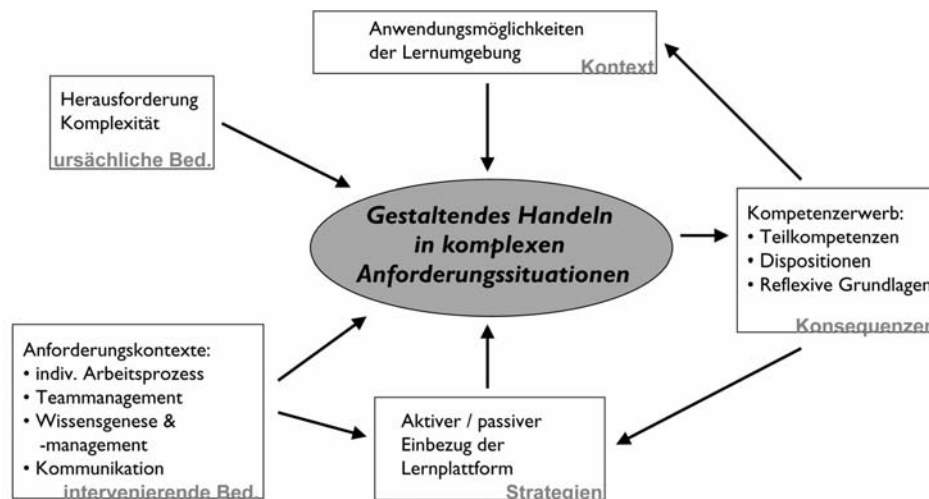 Anwendungsmöglichkeiten
der Lernumgebung
Kontext
Herausforderung
Komplexität
ursächliche Bed.
Gestaltendes Handeln
in komplexen
Anforderungssituationen
Kompetenzerwerb:
• Teilkompetenzen
• Dispositionen
• Reflexive Grundlagen
Konsequenzen
Anforderungskontexte:
• indiv. Arbeitsprozess
• Teammanagement
• Wissensgenese &
-management
• Kommunikation
intervenierende Bed.
Aktiver / passiver
Einbezug der
Lernplattform
Strategien